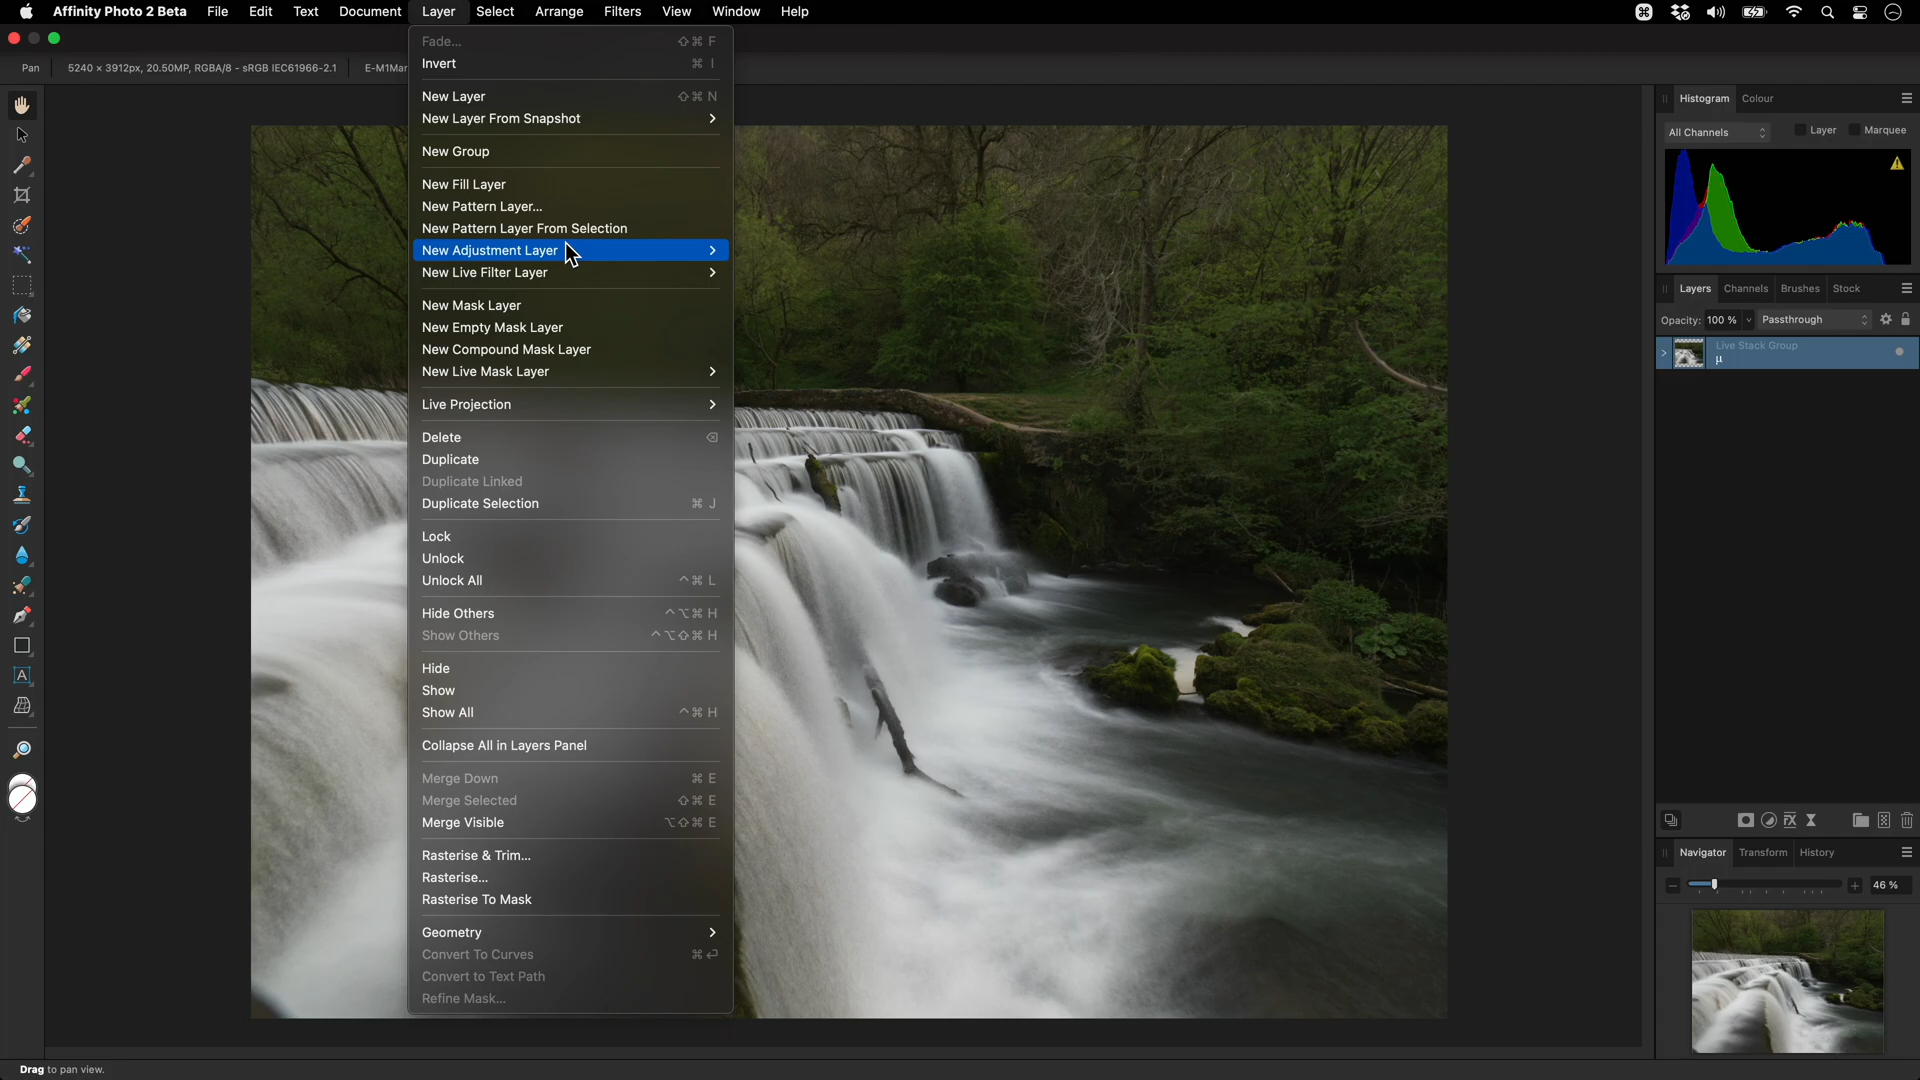 Affinity Photo 2 Beta File Edit Text Document Layer Select Arrange Filters View Window Help
Pan 5240 × 3912px, 20.50MP, RGBA/8 - sRGB IEC61966-2.1 E-M1Mar
Fade... ⇧⌘ F
Invert ⌘ I
New Layer ⇧⌘ N
New Layer From Snapshot
New Group
New Fill Layer
New Pattern Layer...
New Pattern Layer From Selection
New Adjustment Layer
New Live Filter Layer
New Mask Layer
New Empty Mask Layer
New Compound Mask Layer
New Live Mask Layer
Live Projection
Delete ⌫
Duplicate
Duplicate Linked
Duplicate Selection ⌘ J
Lock
Unlock
Unlock All ^⌘ L
Hide Others ^⌥⌘ H
Show Others ^⌥⇧⌘ H
Hide
Show
Show All ^⌘ H
Collapse All in Layers Panel
Merge Down ⌘ E
Merge Selected ⇧⌘ E
Merge Visible ⌥⇧⌘ E
Rasterise & Trim...
Rasterise...
Rasterise To Mask
Geometry
Convert To Curves ⌘↩
Convert to Text Path
Refine Mask...
Histogram Colour
All Channels Layer Marquee
Layers Channels Brushes Stock
Opacity: 100 % Passthrough
Live Stack Group
μ
Navigator Transform History
46 %
Drag to pan view.